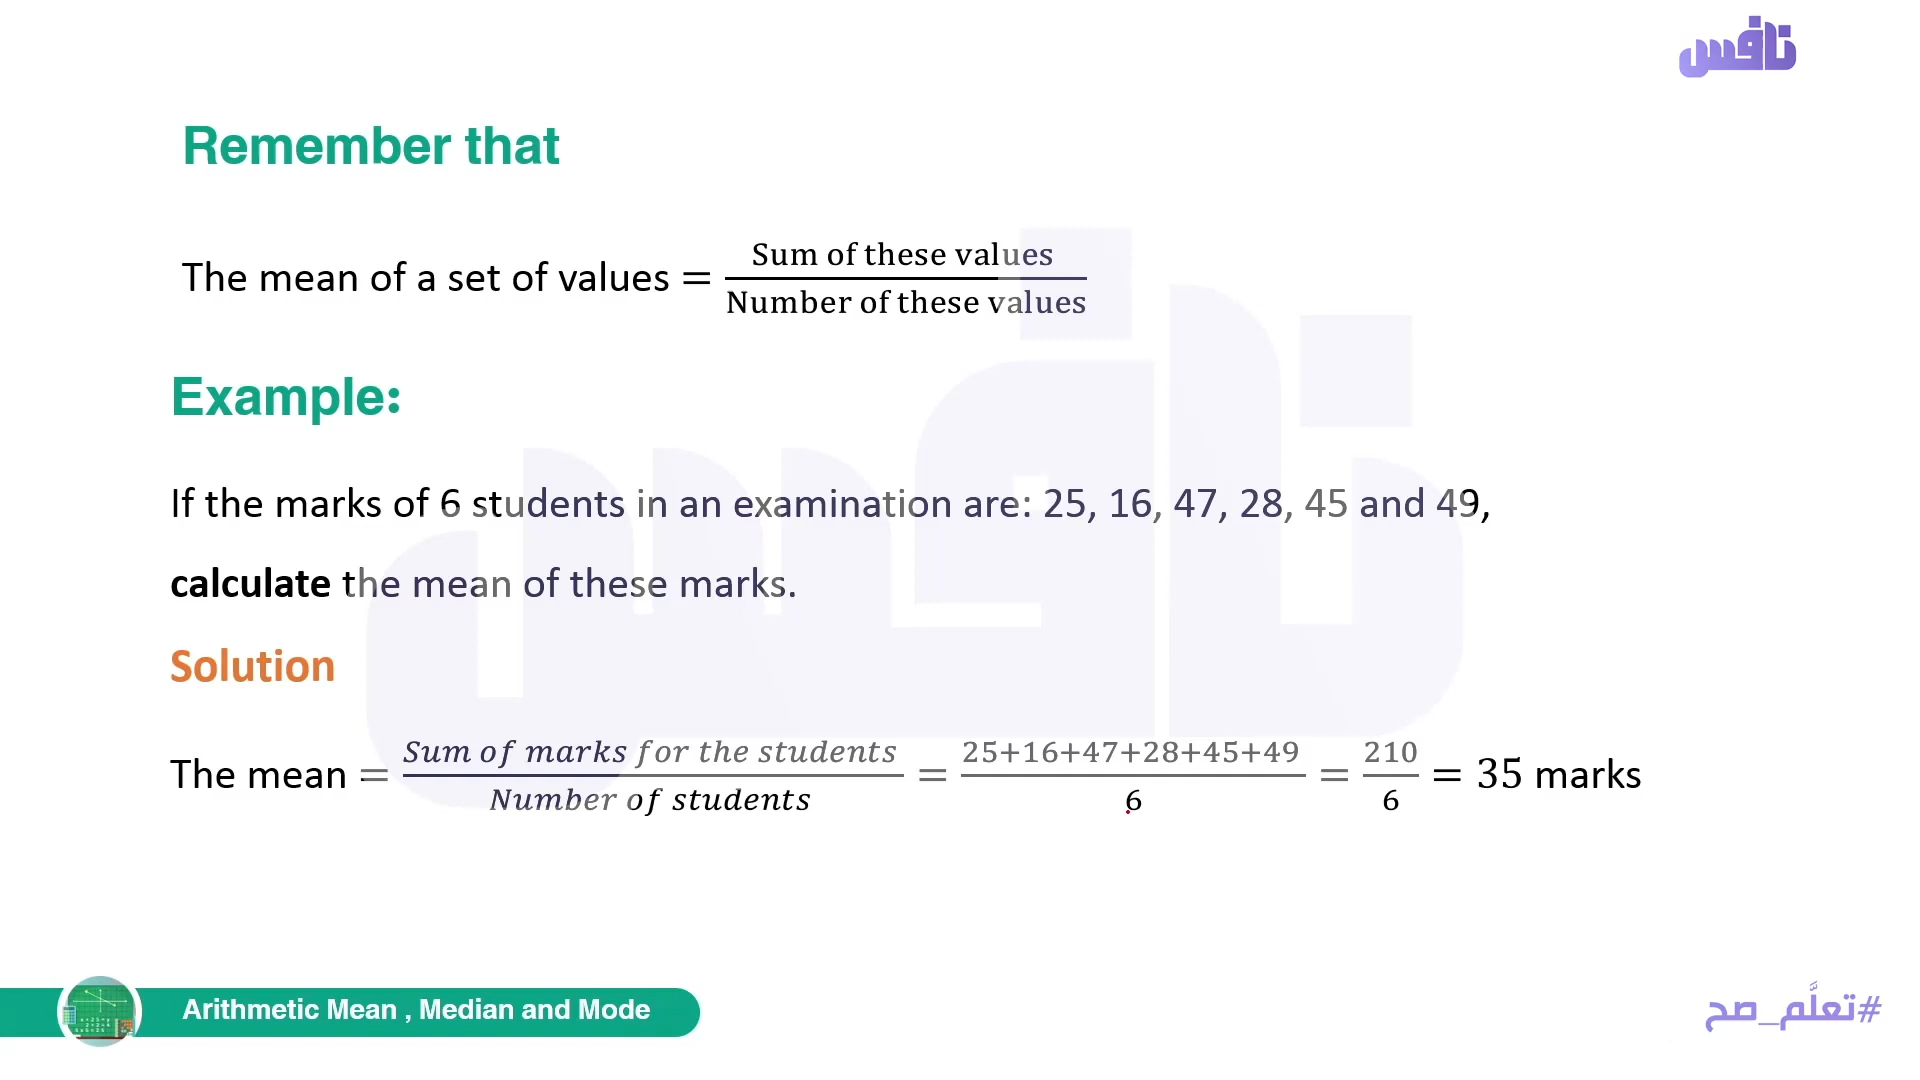 نافس
Remember that
The mean of a set of values = Sum of these values / Number of these values
Example:
If the marks of 6 students in an examination are: 25, 16, 47, 28, 45 and 49,
calculate the mean of these marks.
Solution
The mean = Sum of marks for the students / Number of students = 25+16+47+28+45+49 / 6 = 210 / 6 = 35 marks
Arithmetic Mean , Median and Mode
#تعلَّم_صح